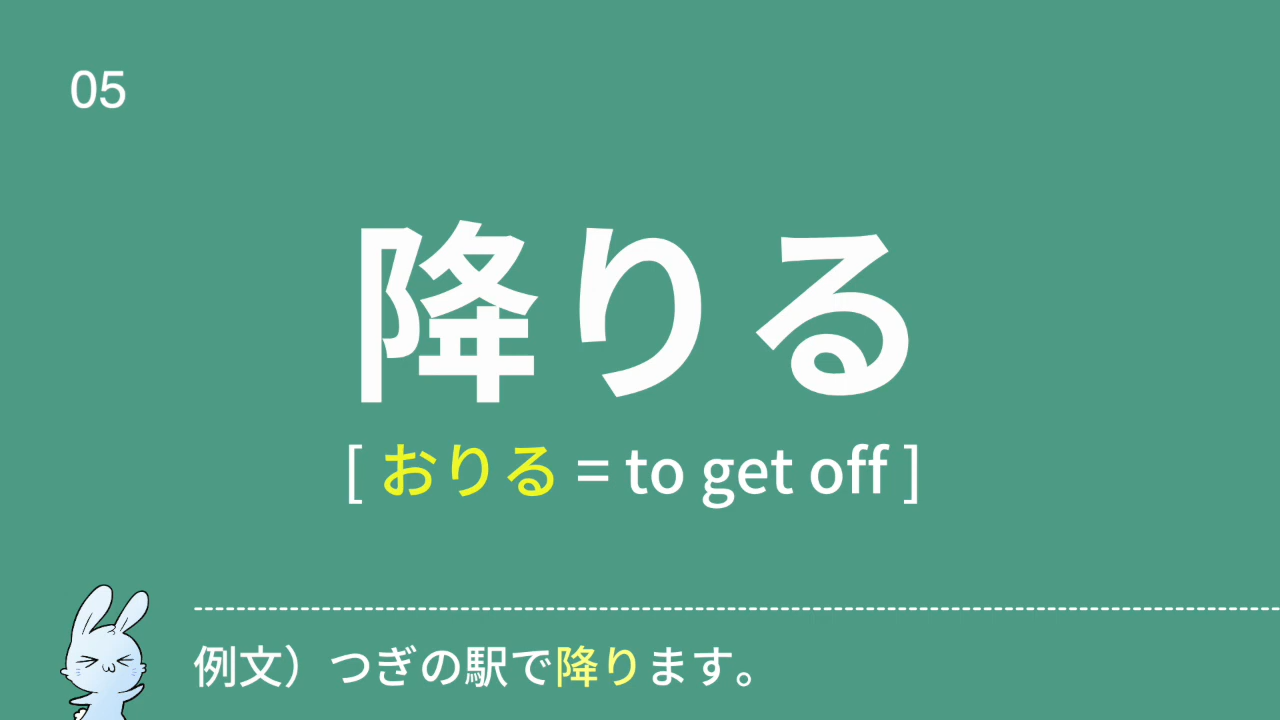 05
降りる
[ おりる = to get off ]
例文）つぎの駅で降ります。